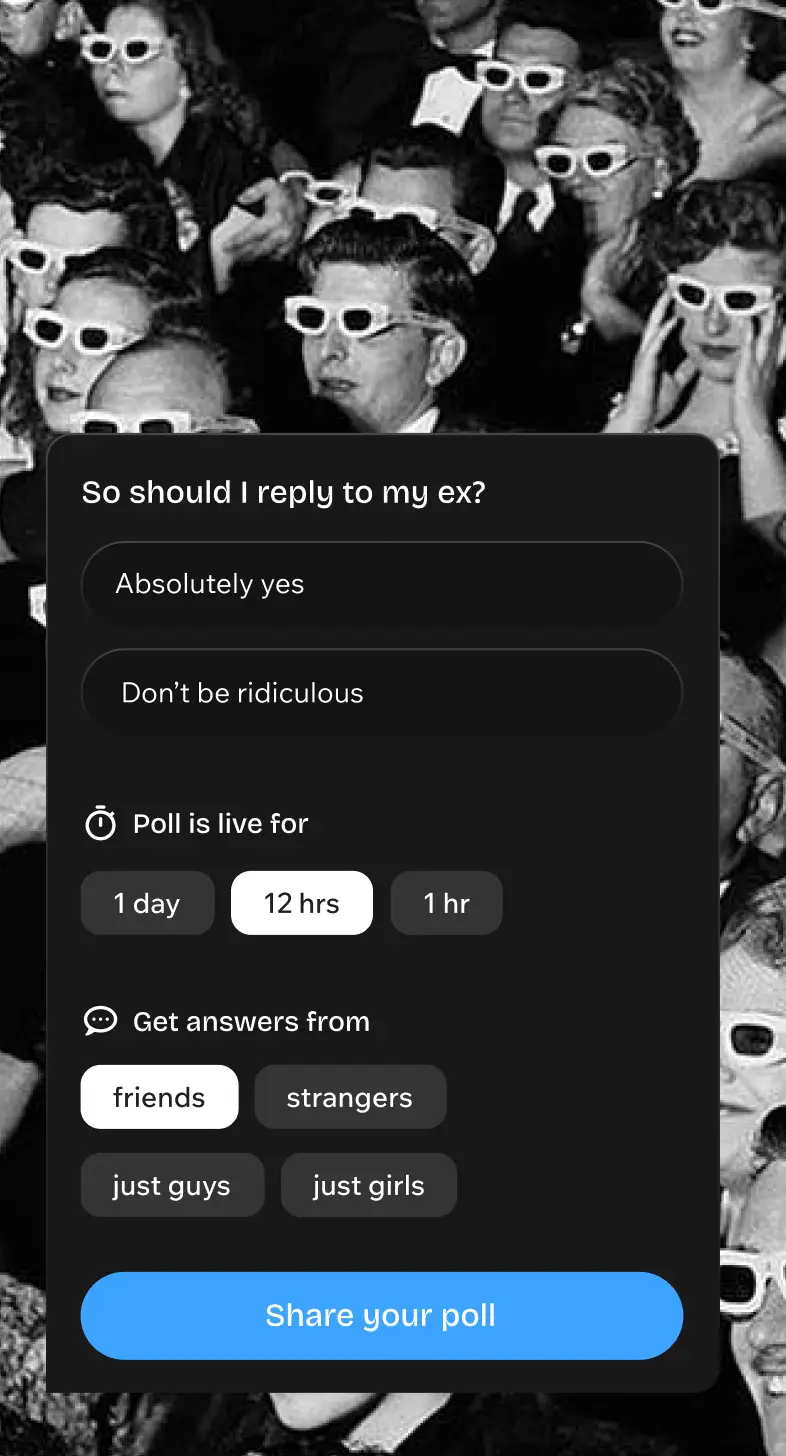 So should I reply to my ex?
Absolutely yes
Don’t be ridiculous
Poll is live for
1 day 12 hrs 1 hr
Get answers from
friends strangers
just guys just girls
Share your poll